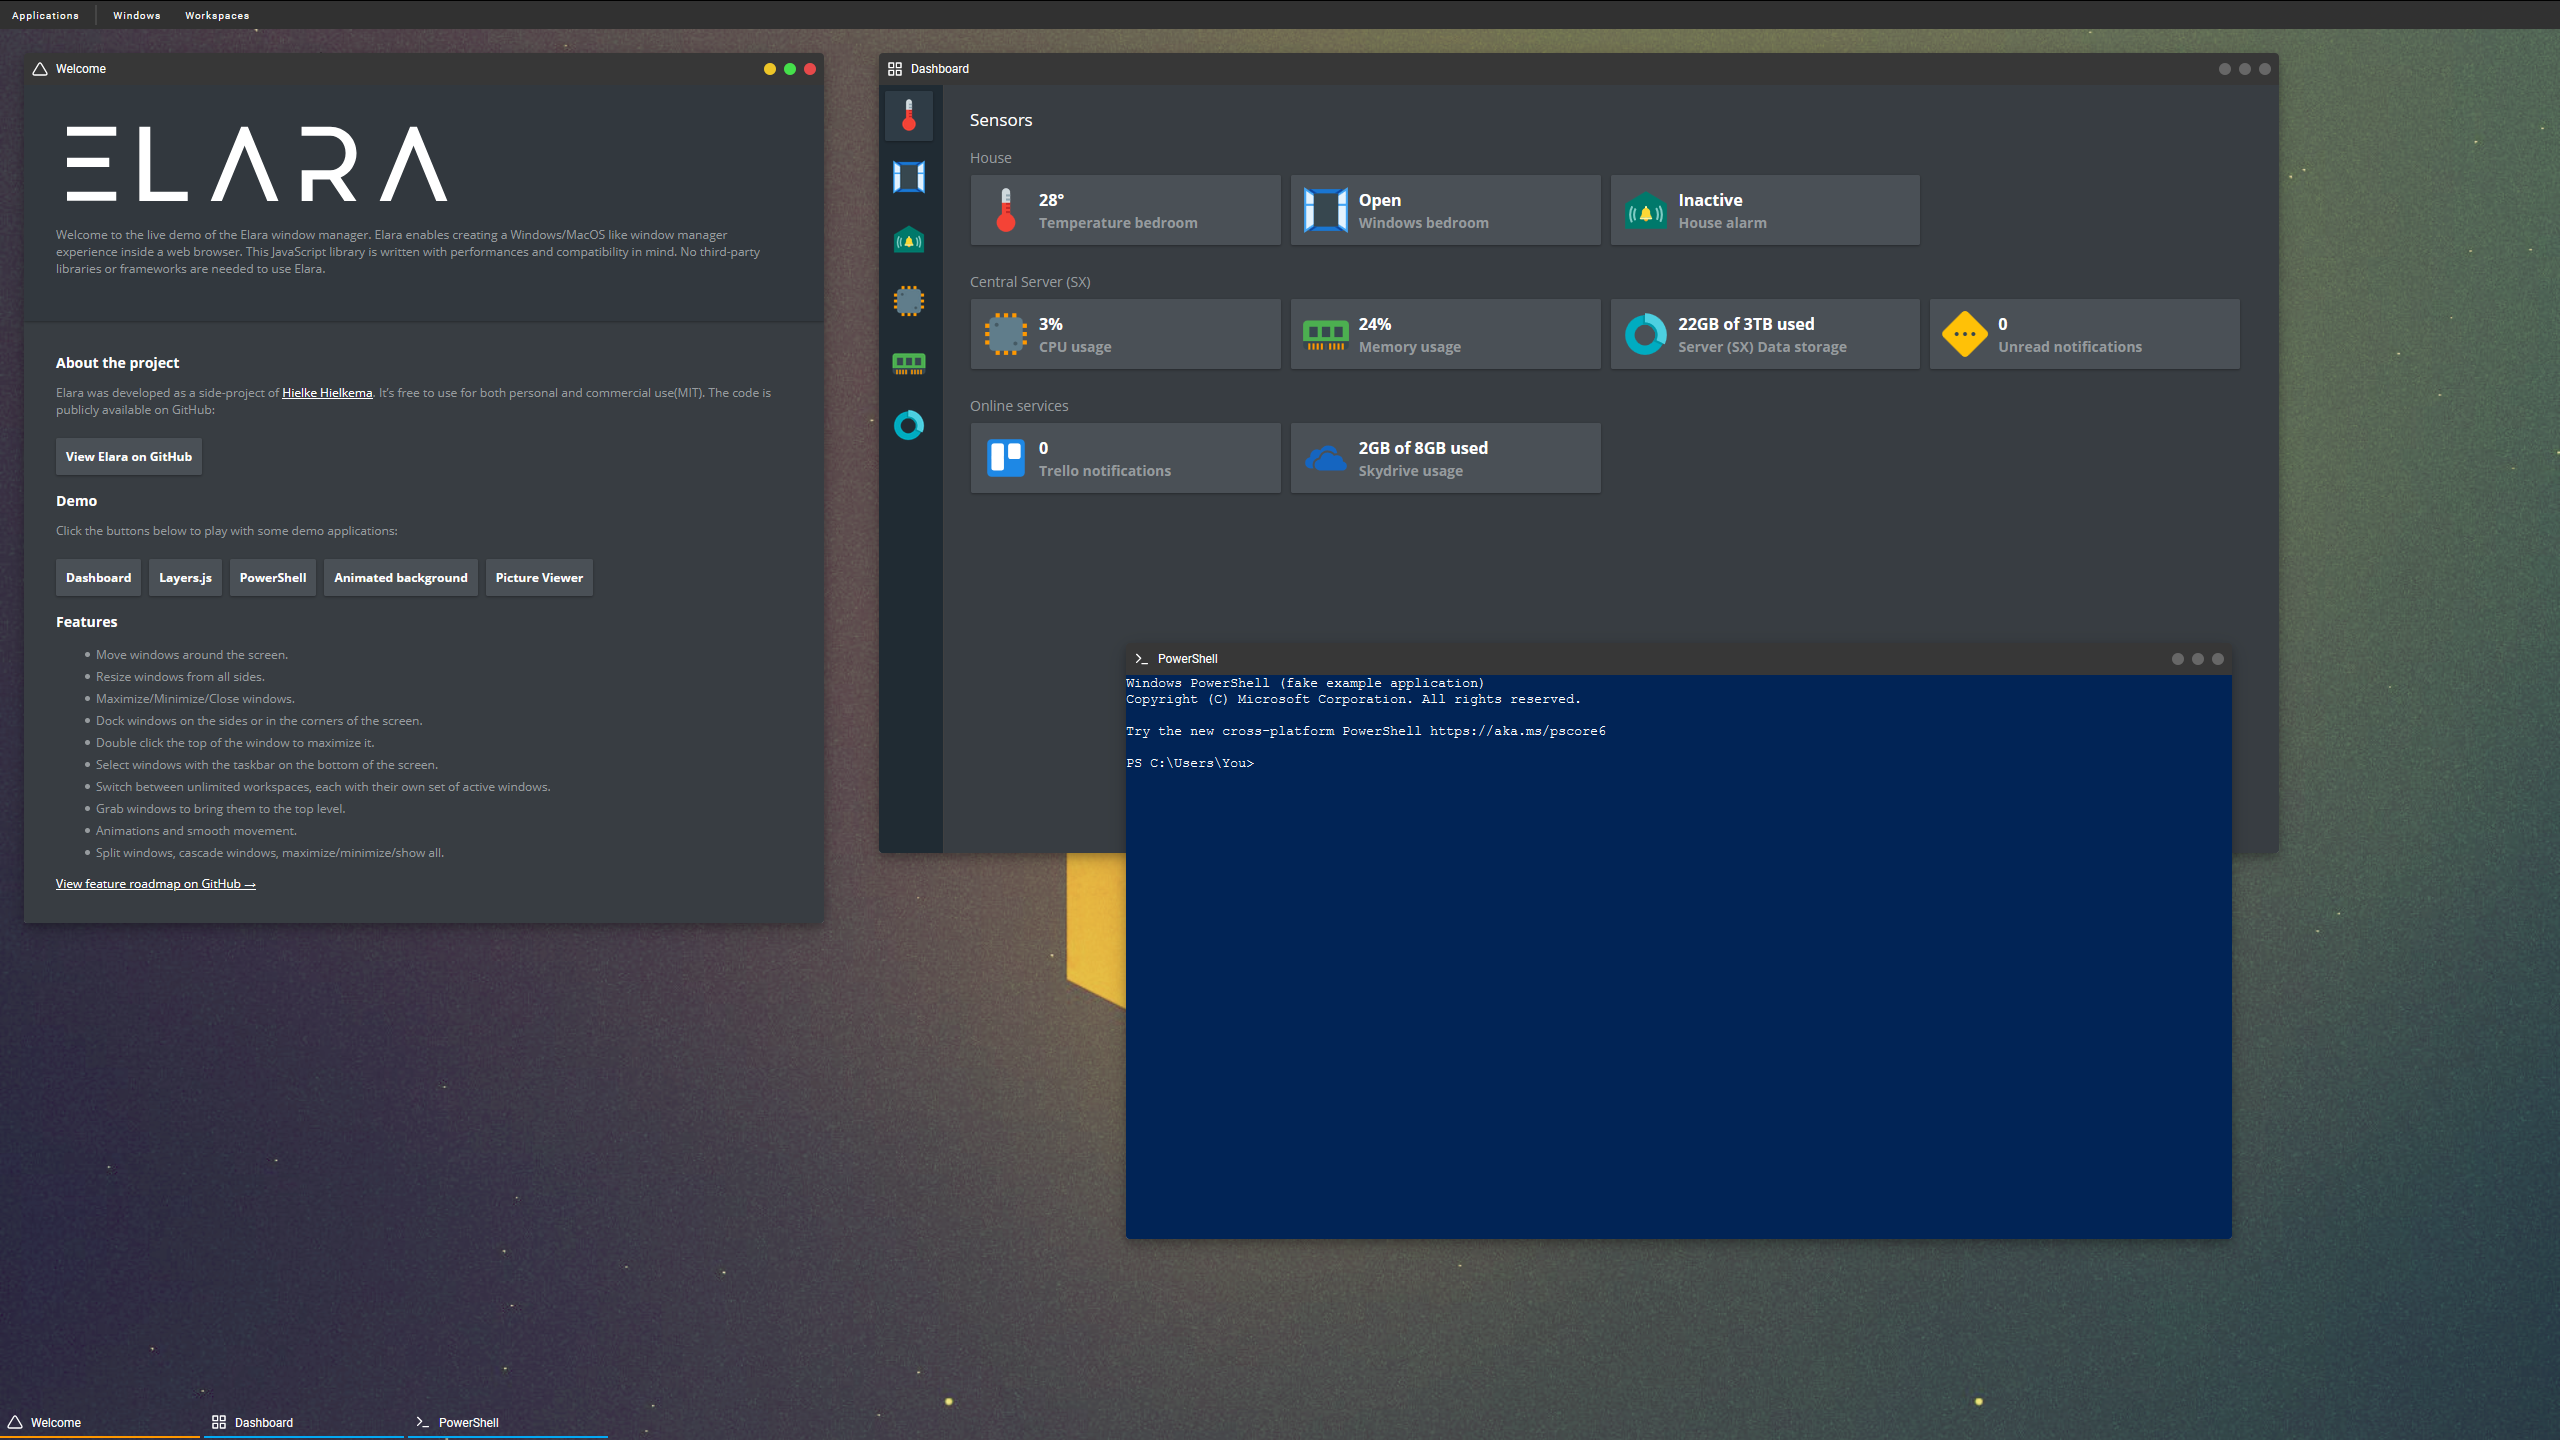 Applications
Windows
Workspaces
Welcome
ELARA
Welcome to the live demo of the Elara window manager. Elara enables creating a Windows/MacOS like window manager
experience inside a web browser. This JavaScript library is written with performances and compatibility in mind. No third-party
libraries or frameworks are needed to use Elara.
About the project
Elara was developed as a side-project of Hielke Hielkema. It's free to use for both personal and commercial use(MIT). The code is
publicly available on GitHub:
View Elara on GitHub
Demo
Click the buttons below to play with some demo applications:
Dashboard
Layers.js
PowerShell
Animated background
Picture Viewer
Features
Move windows around the screen.
Resize windows from all sides.
Maximize/Minimize/Close windows.
Dock windows on the sides or in the corners of the screen.
Double click the top of the window to maximize it.
Select windows with the taskbar on the bottom of the screen.
Switch between unlimited workspaces, each with their own set of active windows.
Grab windows to bring them to the top level.
Animations and smooth movement.
Split windows, cascade windows, maximize/minimize/show all.
View feature roadmap on GitHub →
Dashboard
Sensors
House
28°
Temperature bedroom
Open
Windows bedroom
Inactive
House alarm
Central Server (SX)
3%
CPU usage
24%
Memory usage
22GB of 3TB used
Server (SX) Data storage
0
Unread notifications
Online services
0
Trello notifications
2GB of 8GB used
Skydrive usage
PowerShell
Windows PowerShell (fake example application)
Copyright (C) Microsoft Corporation. All rights reserved.
Try the new cross-platform PowerShell https://aka.ms/pscore6
PS C:\Users\You>
Welcome
Dashboard
PowerShell